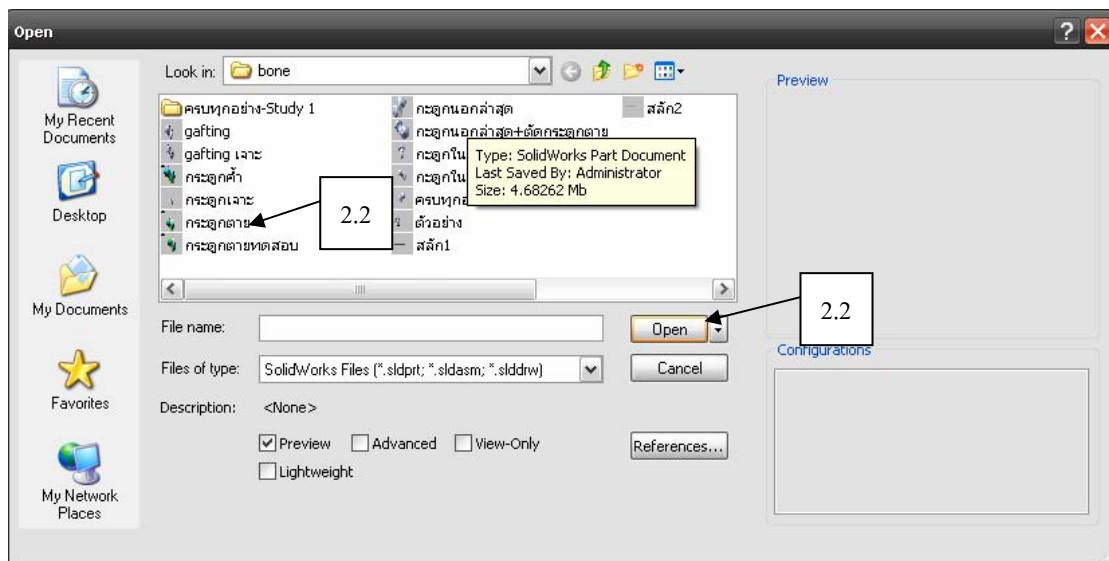 Open
Look in: bone
My Recent Documents
Desktop
My Documents
Favorites
My Network Places
ครบทุกอย่าง-Study 1
gafting
gafting เจาะ
กระดูกค้ำ
กระดูกเจาะ
กระดูกตาย
กระดูกตายทดสอบ
กะดูกนอกล่าสุด
กะดูกนอกล่าสุด+ตัดกระดูกตาย
กะดูกใน
กะดูกใน
ครบทุกอ
ตัวอย่าง
สลัก1
สลัก2
Type: SolidWorks Part Document
Last Saved By: Administrator
Size: 4.68262 Mb
2.2
2.2
File name:
Open
Files of type: SolidWorks Files (*.sldprt; *.sldasm; *.slddrw)
Cancel
Description: <None>
Preview Advanced View-Only
Lightweight
References...
Preview
Configurations